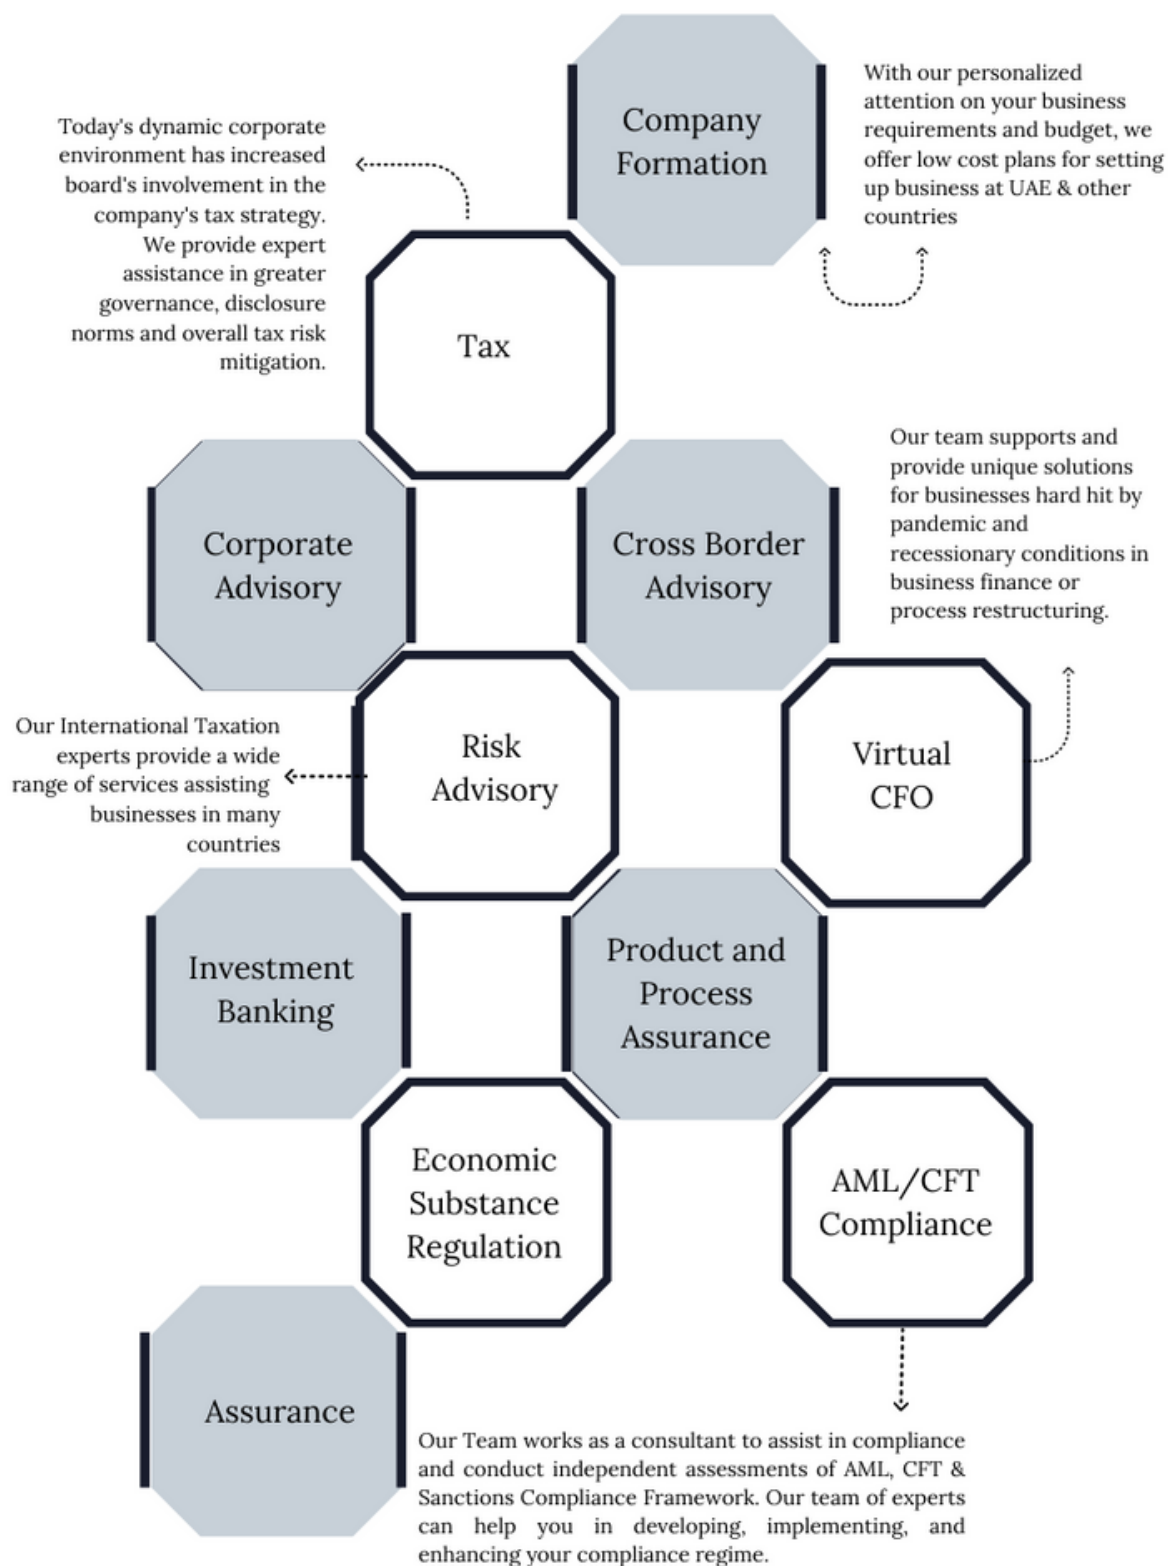 Company
Formation
With our personalized
attention on your business
requirements and budget, we
offer low cost plans for setting
up business at UAE & other
countries
Today's dynamic corporate
environment has increased
board's involvement in the
company's tax strategy.
We provide expert
assistance in greater
governance, disclosure
norms and overall tax risk
mitigation.
Tax
Corporate
Advisory
Cross Border
Advisory
Our team supports and
provide unique solutions
for businesses hard hit by
pandemic and
recessionary conditions in
business finance or
process restructuring.
Our International Taxation
experts provide a wide
range of services assisting
businesses in many
countries
Risk
Advisory
Virtual
CFO
Investment
Banking
Product and
Process
Assurance
Economic
Substance
Regulation
AML/CFT
Compliance
Assurance
Our Team works as a consultant to assist in compliance
and conduct independent assessments of AML, CFT &
Sanctions Compliance Framework. Our team of experts
can help you in developing, implementing, and
enhancing your compliance regime.